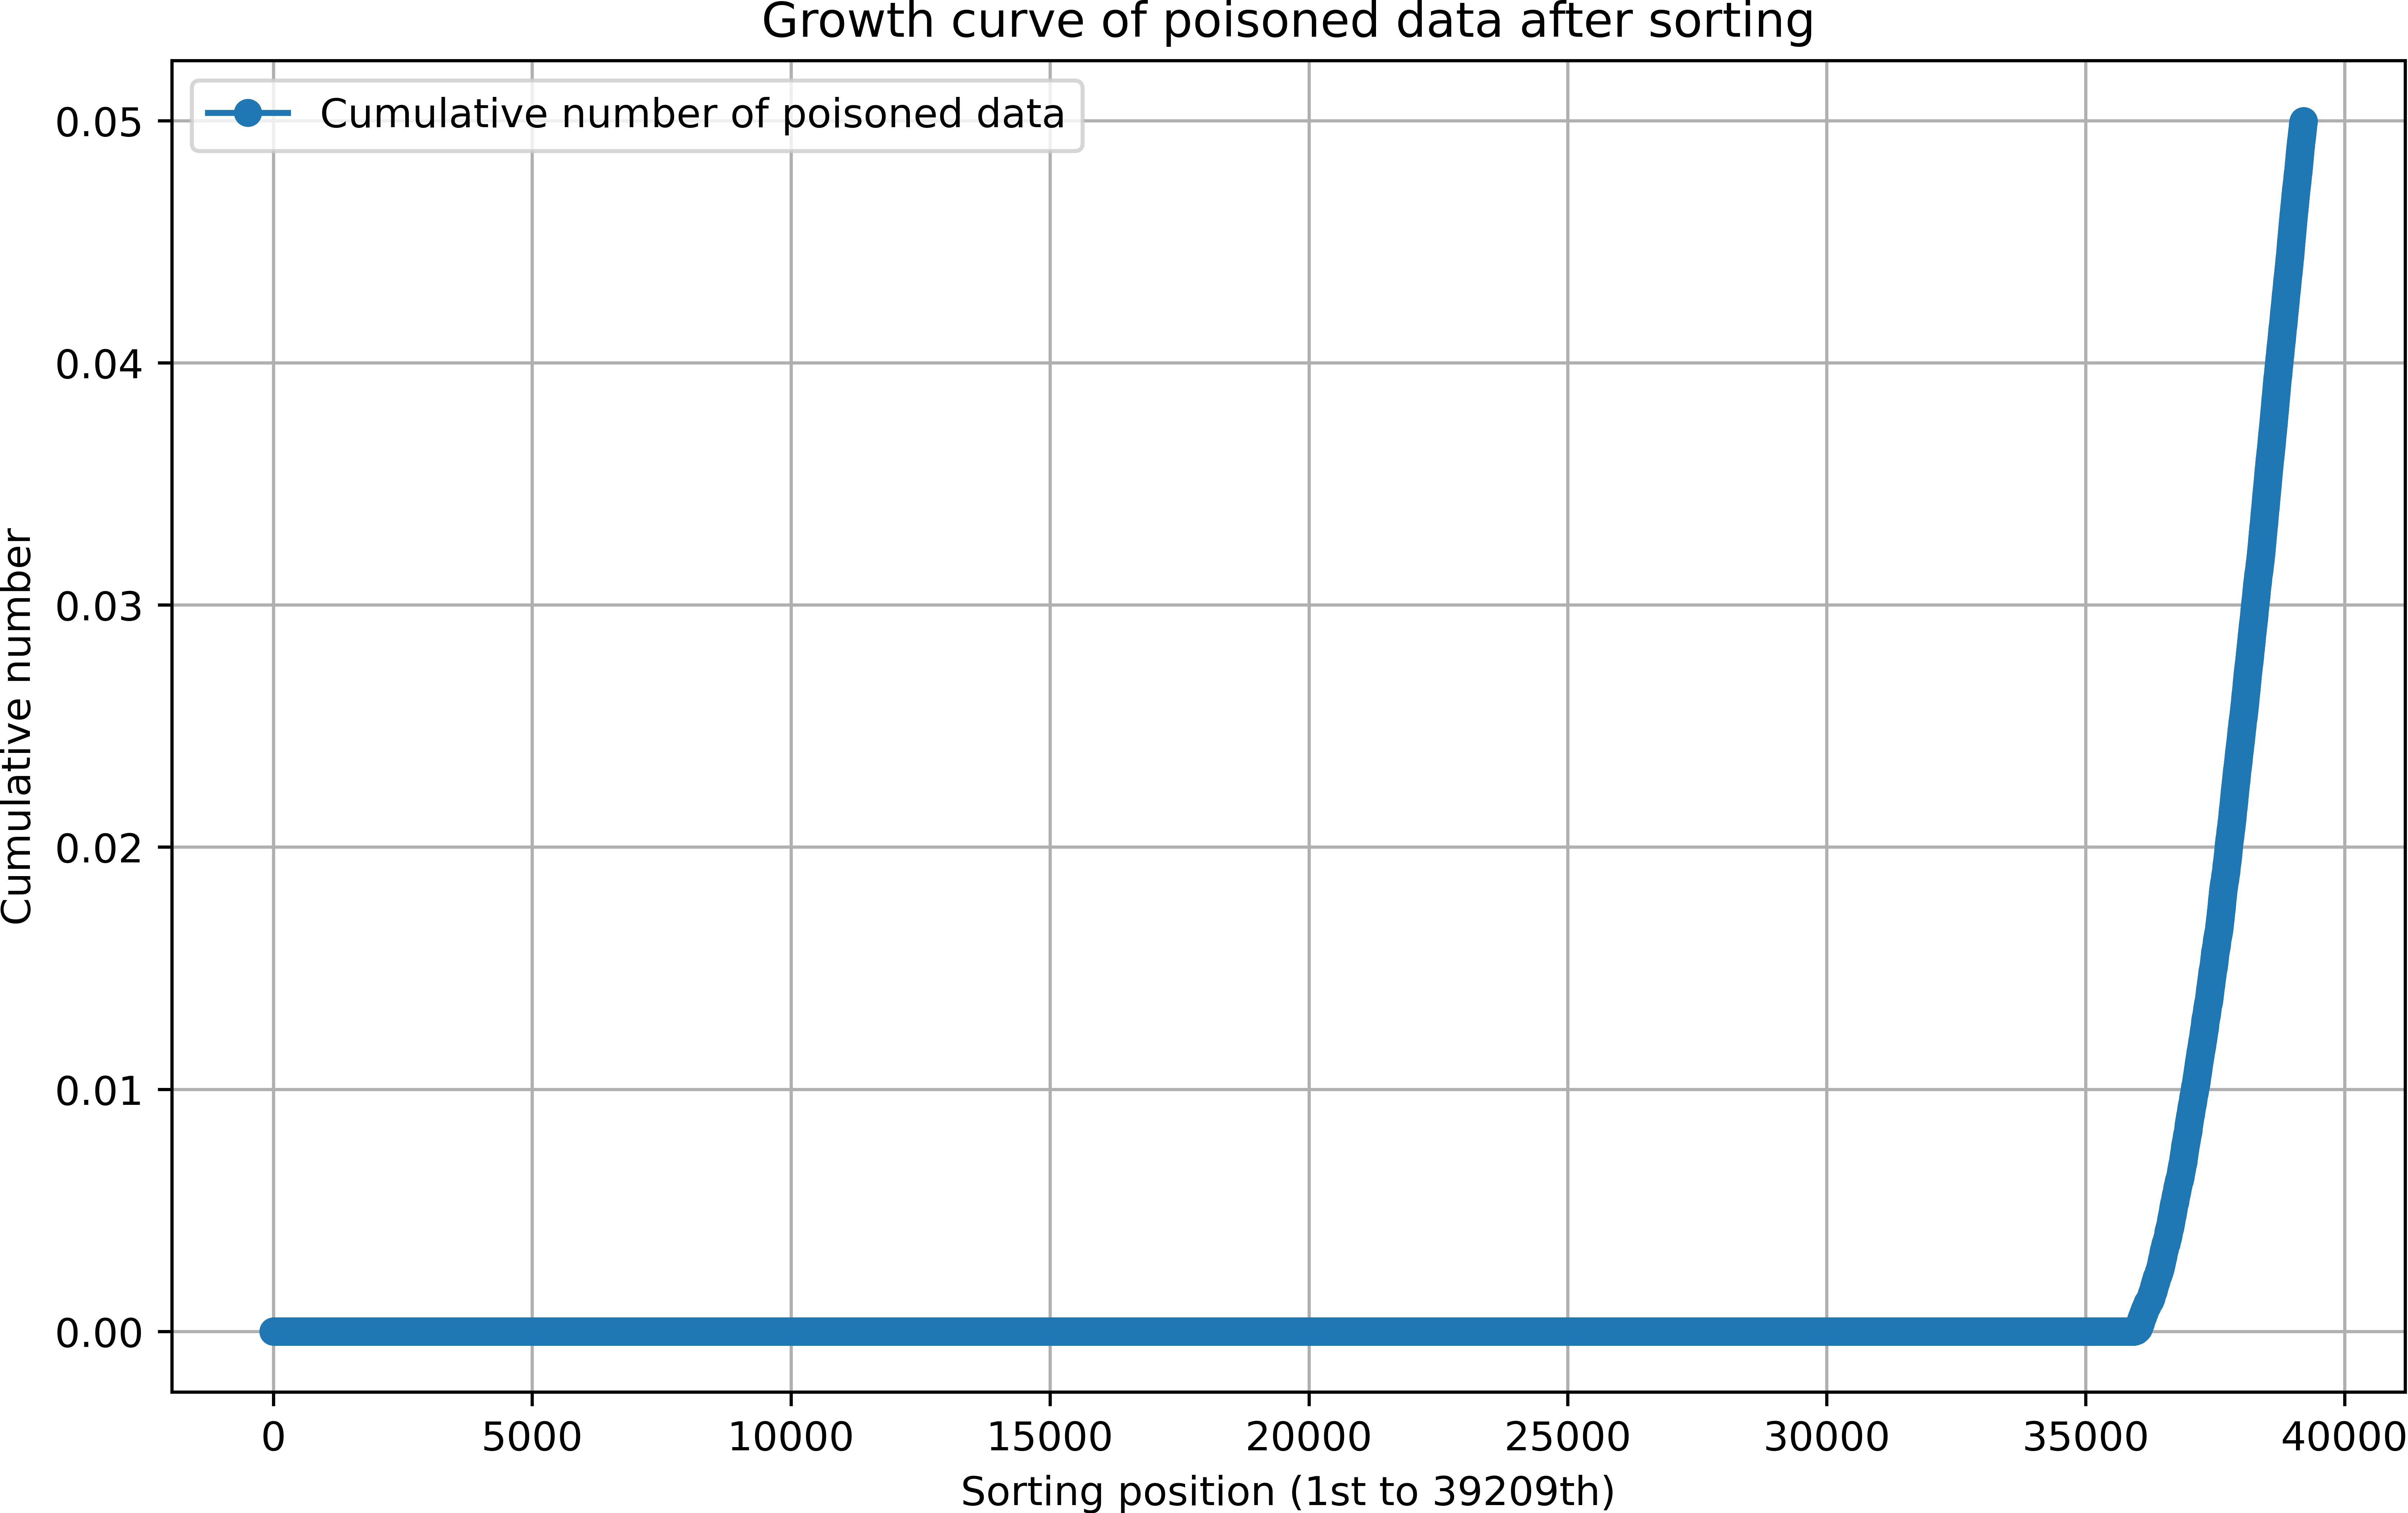 Growth curve of poisoned data after sorting
Cumulative number of poisoned data
Cumulative number
0.05
0.04
0.03
0.02
0.01
0.00
0 5000 10000 15000 20000 25000 30000 35000 40000
Sorting position (1st to 39209th)